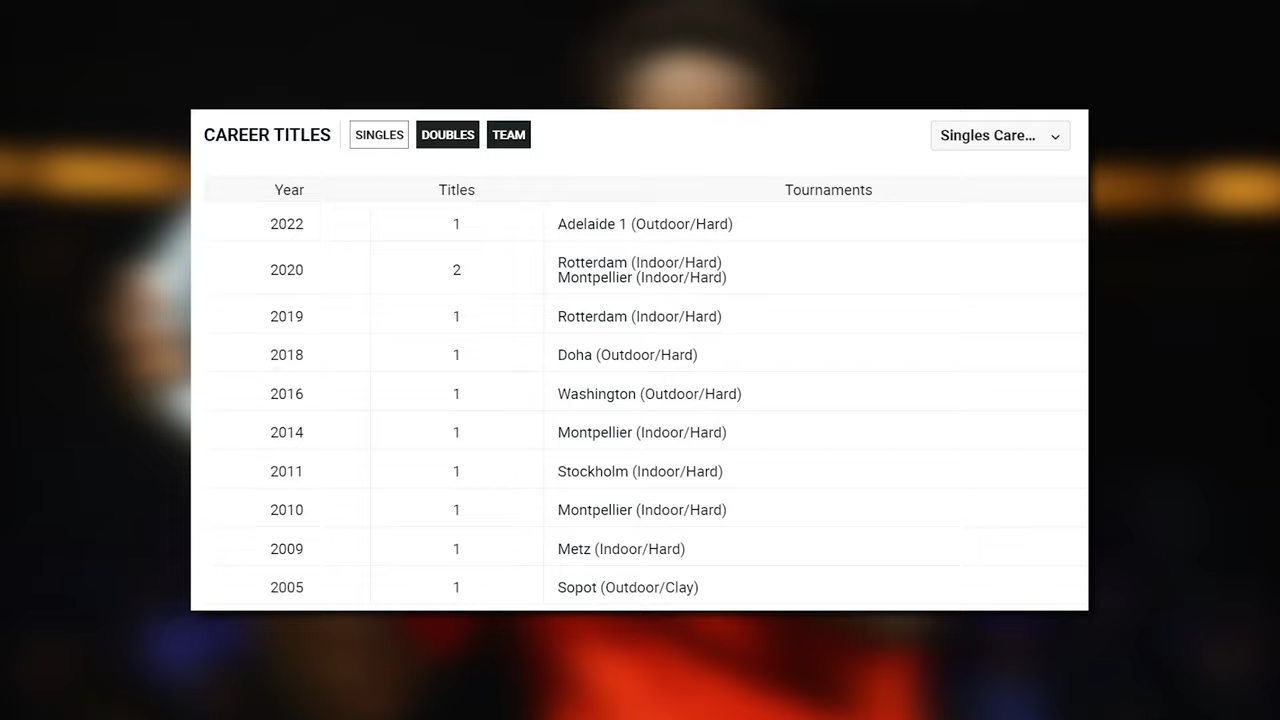 CAREER TITLES SINGLES DOUBLES TEAM Singles Care...
Year Titles Tournaments
2022 1 Adelaide 1 (Outdoor/Hard)
2020 2 Rotterdam (Indoor/Hard)
Montpellier (Indoor/Hard)
2019 1 Rotterdam (Indoor/Hard)
2018 1 Doha (Outdoor/Hard)
2016 1 Washington (Outdoor/Hard)
2014 1 Montpellier (Indoor/Hard)
2011 1 Stockholm (Indoor/Hard)
2010 1 Montpellier (Indoor/Hard)
2009 1 Metz (Indoor/Hard)
2005 1 Sopot (Outdoor/Clay)